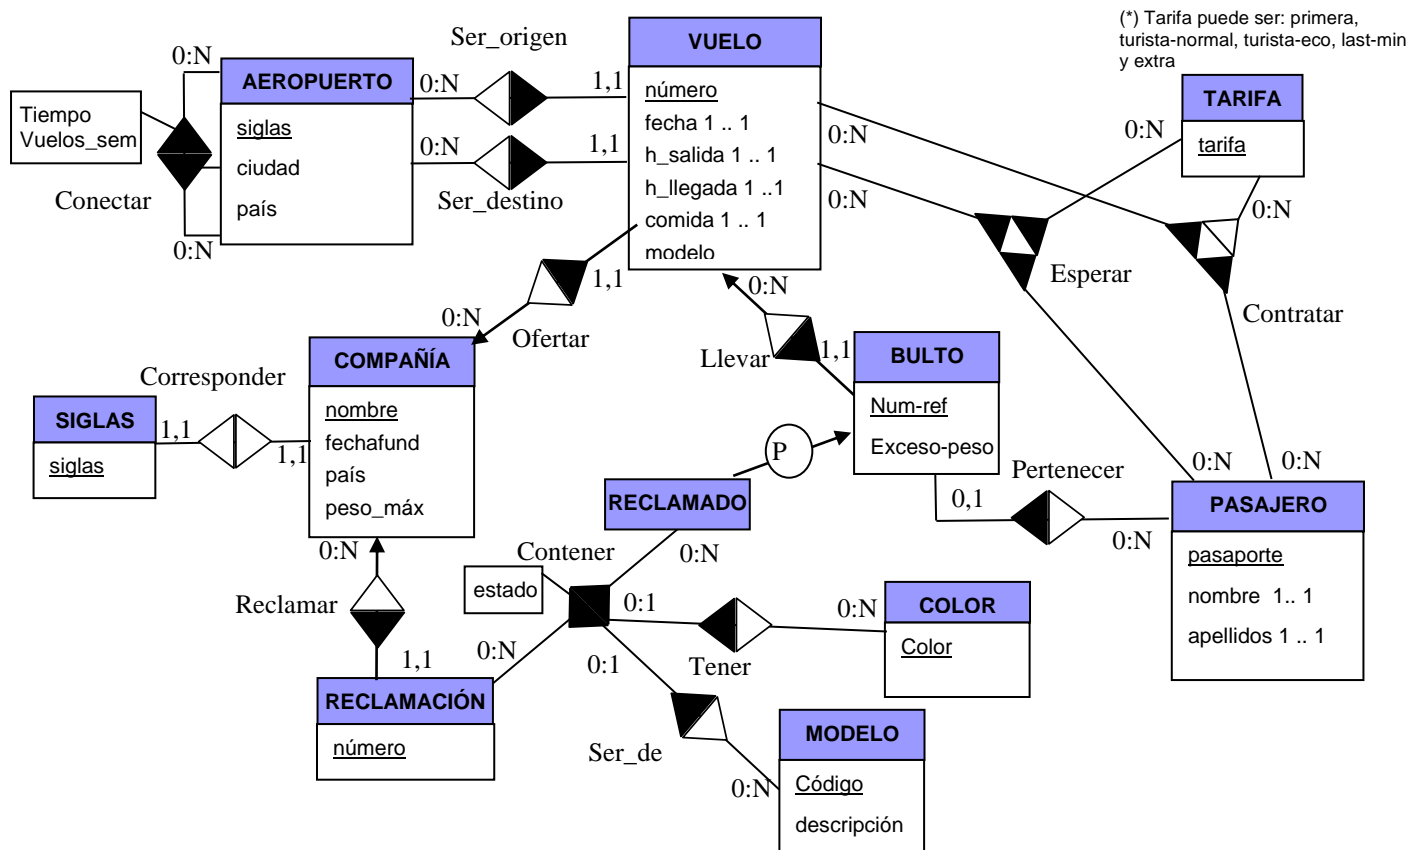 (*) Tarifa puede ser: primera,
turista-normal, turista-eco, last-min
y extra
Ser_origen
VUELO
0:N
AEROPUERTO
0:N
1,1
número
TARIFA
Tiempo
Vuelos_sem
siglas
fecha 1 .. 1
0:N
0:N
tarifa
0:N
1,1
h_salida 1 .. 1
ciudad
Conectar
Ser_destino
h_llegada 1 ..1
0:N
0:N
país
comida 1 .. 1
0:N
modelo
1,1
Esperar
0:N
Contratar
0:N
Ofertar
Llevar
1,1
BULTO
COMPAÑÍA
Corresponder
nombre
Num-ref
SIGLAS
1,1
fechafund
Exceso-peso
siglas
1,1
país
P
Pertenecer
0:N
0:N
peso_máx
RECLAMADO
0,1
PASAJERO
0:N
Contener
0:N
0:N
pasaporte
estado
nombre 1.. 1
Reclamar
0:1
0:N
COLOR
apellidos 1 .. 1
Color
1,1
0:N
0:1
Tener
RECLAMACIÓN
número
MODELO
Ser_de
0:N
Código
descripción